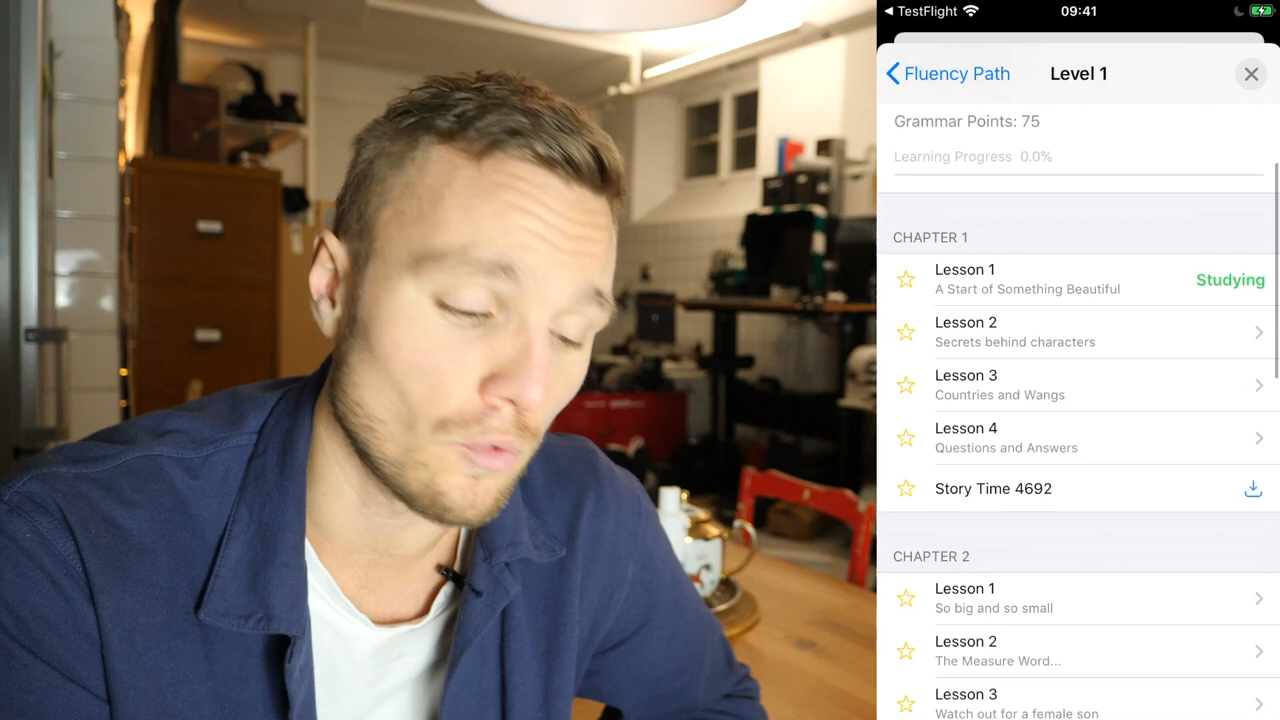 ◀ TestFlight
09:41
Fluency Path
Level 1
Grammar Points: 75
Learning Progress 0.0%
CHAPTER 1
Lesson 1
A Start of Something Beautiful
Studying
Lesson 2
Secrets behind characters
Lesson 3
Countries and Wangs
Lesson 4
Questions and Answers
Story Time 4692
CHAPTER 2
Lesson 1
So big and so small
Lesson 2
The Measure Word...
Lesson 3
Watch out for a female son